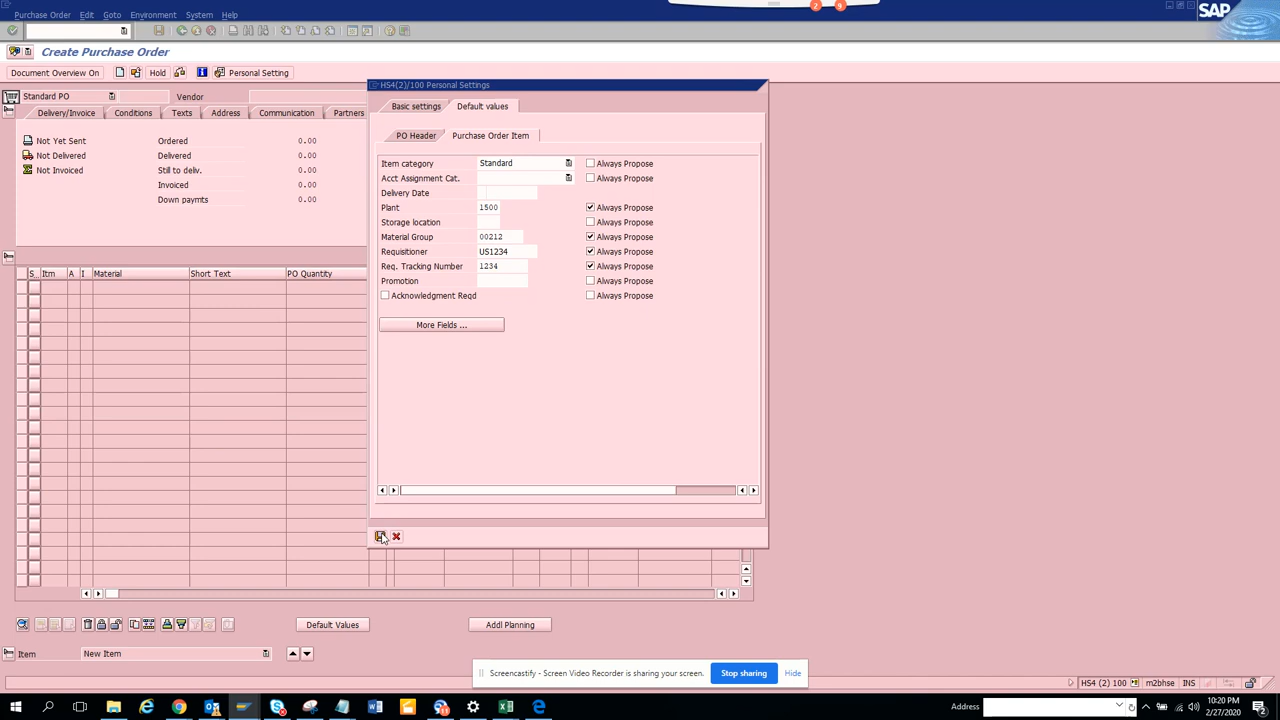 2 9
Purchase Order Edit Goto Environment System Help
SAP
Create Purchase Order
Document Overview On Hold Personal Setting
HS4(2)/100 Personal Settings
Standard PO Vendor
Basic settings Default values
Delivery/Invoice Conditions Texts Address Communication Partners
PO Header Purchase Order Item
Not Yet Sent Ordered 0.00
Not Delivered Delivered 0.00
Not Invoiced Still to deliv. 0.00
Invoiced 0.00
Down paymts 0.00
Item category Standard Always Propose
Acct Assignment Cat. Always Propose
Delivery Date
Plant 1500 Always Propose
Storage location Always Propose
Material Group 00212 Always Propose
Requisitioner US1234 Always Propose
Req. Tracking Number 1234 Always Propose
Promotion Always Propose
Acknowledgment Reqd Always Propose
More Fields ...
S... Itm A I Material Short Text PO Quantity
Default Values Addl Planning
Item New Item
Screencastify - Screen Video Recorder is sharing your screen. Stop sharing Hide
HS4 (2) 100 m2bhse INS
Address
10:20 PM
2/27/2020